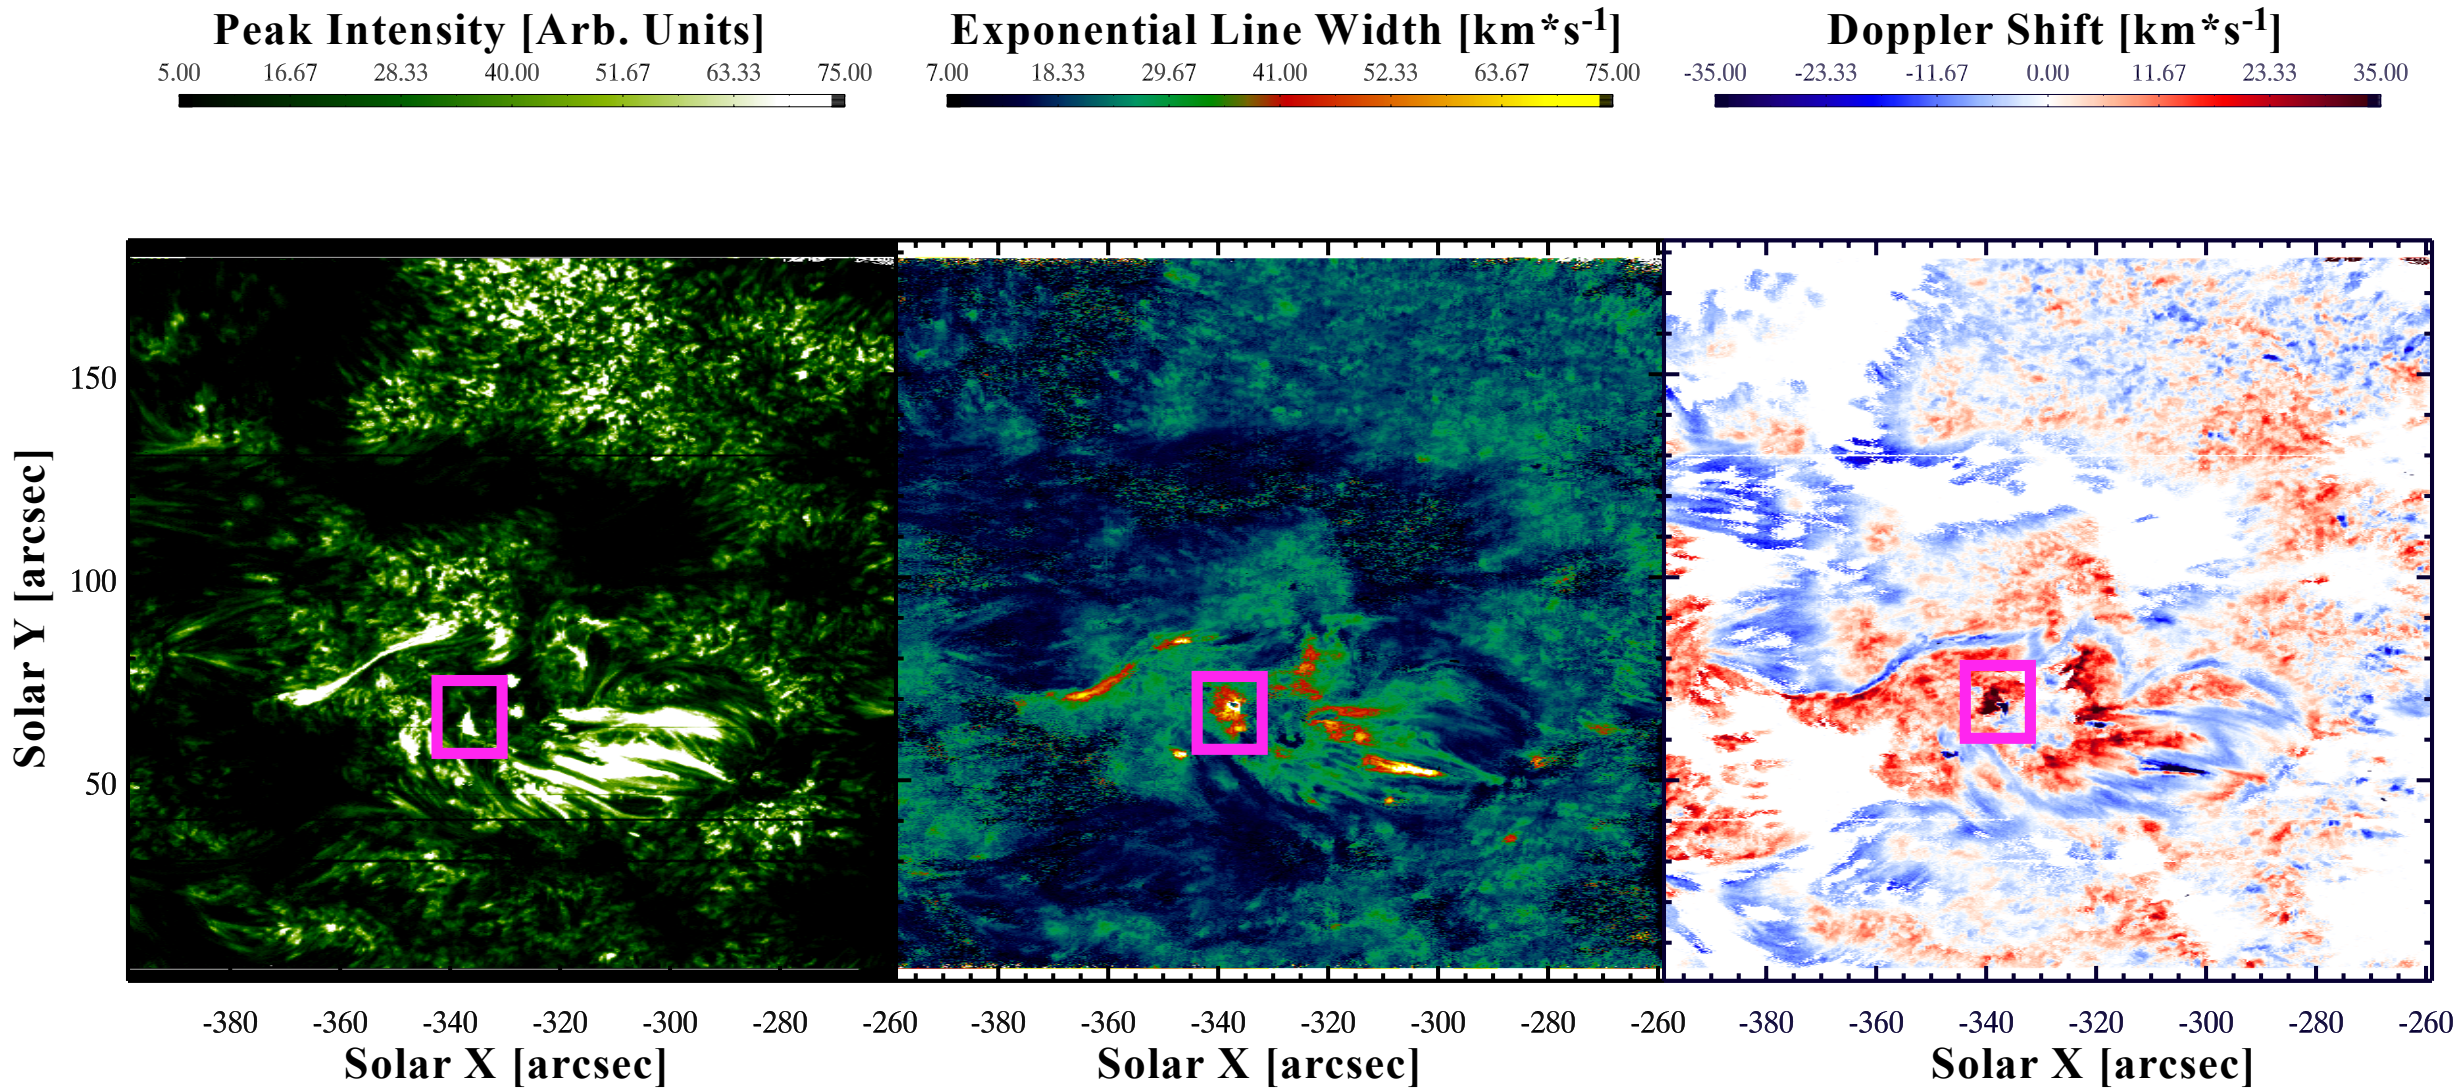 Peak Intensity [Arb. Units] Exponential Line Width [km*s-1] Doppler Shift [km*s-1]
5.00 16.67 28.33 40.00 51.67 63.33 75.00 7.00 18.33 29.67 41.00 52.33 63.67 75.00 -35.00 -23.33 -11.67 0.00 11.67 23.33 35.00
Solar Y [arcsec]
150
100
50
-380 -360 -340 -320 -300 -280 -260 -380 -360 -340 -320 -300 -280 -260 -380 -360 -340 -320 -300 -280 -260
Solar X [arcsec] Solar X [arcsec] Solar X [arcsec]